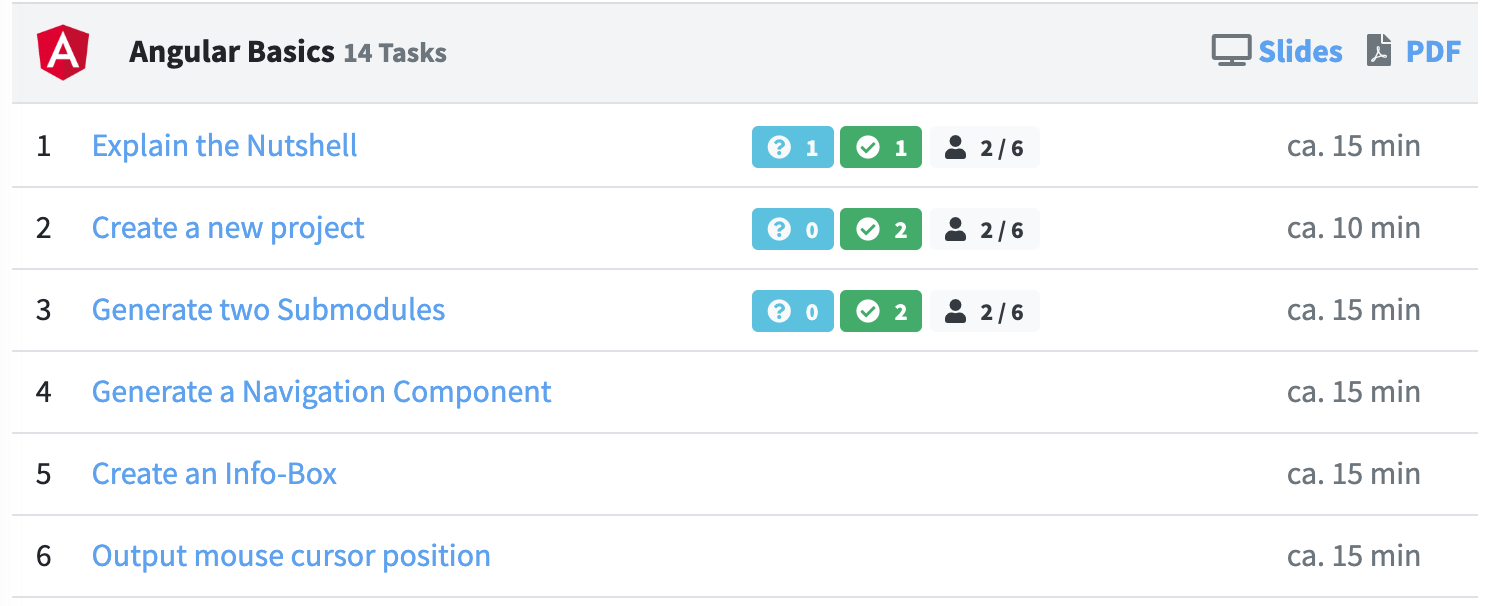 Angular Basics 14 Tasks Slides PDF
1 Explain the Nutshell 1 1 2 / 6 ca. 15 min
2 Create a new project 0 2 2 / 6 ca. 10 min
3 Generate two Submodules 0 2 2 / 6 ca. 15 min
4 Generate a Navigation Component ca. 15 min
5 Create an Info-Box ca. 15 min
6 Output mouse cursor position ca. 15 min